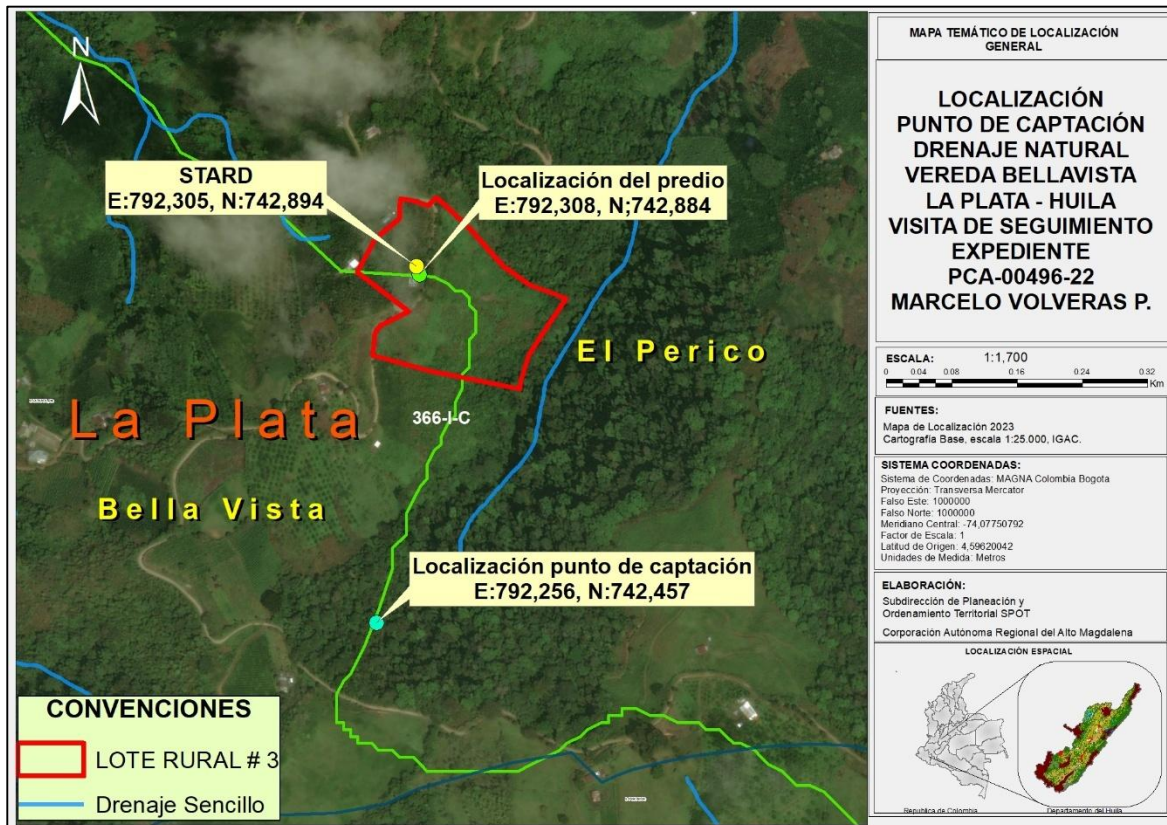 N
STARD
E:792,305, N:742,894
Localización del predio
E:792,308, N;742,884
El Perico
La Plata
366-I-C
Bella Vista
Localización punto de captación
E:792,256, N:742,457
CONVENCIONES
LOTE RURAL # 3
Drenaje Sencillo
MAPA TEMÁTICO DE LOCALIZACIÓN
GENERAL
LOCALIZACIÓN
PUNTO DE CAPTACIÓN
DRENAJE NATURAL
VEREDA BELLAVISTA
LA PLATA - HUILA
VISITA DE SEGUIMIENTO
EXPEDIENTE
PCA-00496-22
MARCELO VOLVERAS P.
ESCALA: 1:1,700
0 0.04 0.08 0.16 0.24 0.32
Km
FUENTES:
Mapa de Localización 2023
Cartografía Base, escala 1:25.000, IGAC.
SISTEMA COORDENADAS:
Sistema de Coordenadas: MAGNA Colombia Bogota
Proyección: Transversa Mercator
Falso Este: 1000000
Falso Norte: 1000000
Meridiano Central: -74,07750792
Factor de Escala: 1
Latitud de Origen: 4,59620042
Unidades de Medida: Metros
ELABORACIÓN:
Subdirección de Planeación y
Ordenamiento Territorial SPOT
Corporación Autónoma Regional del Alto Magdalena
LOCALIZACIÓN ESPACIAL
Republica de Colombia
Departamento del Huila